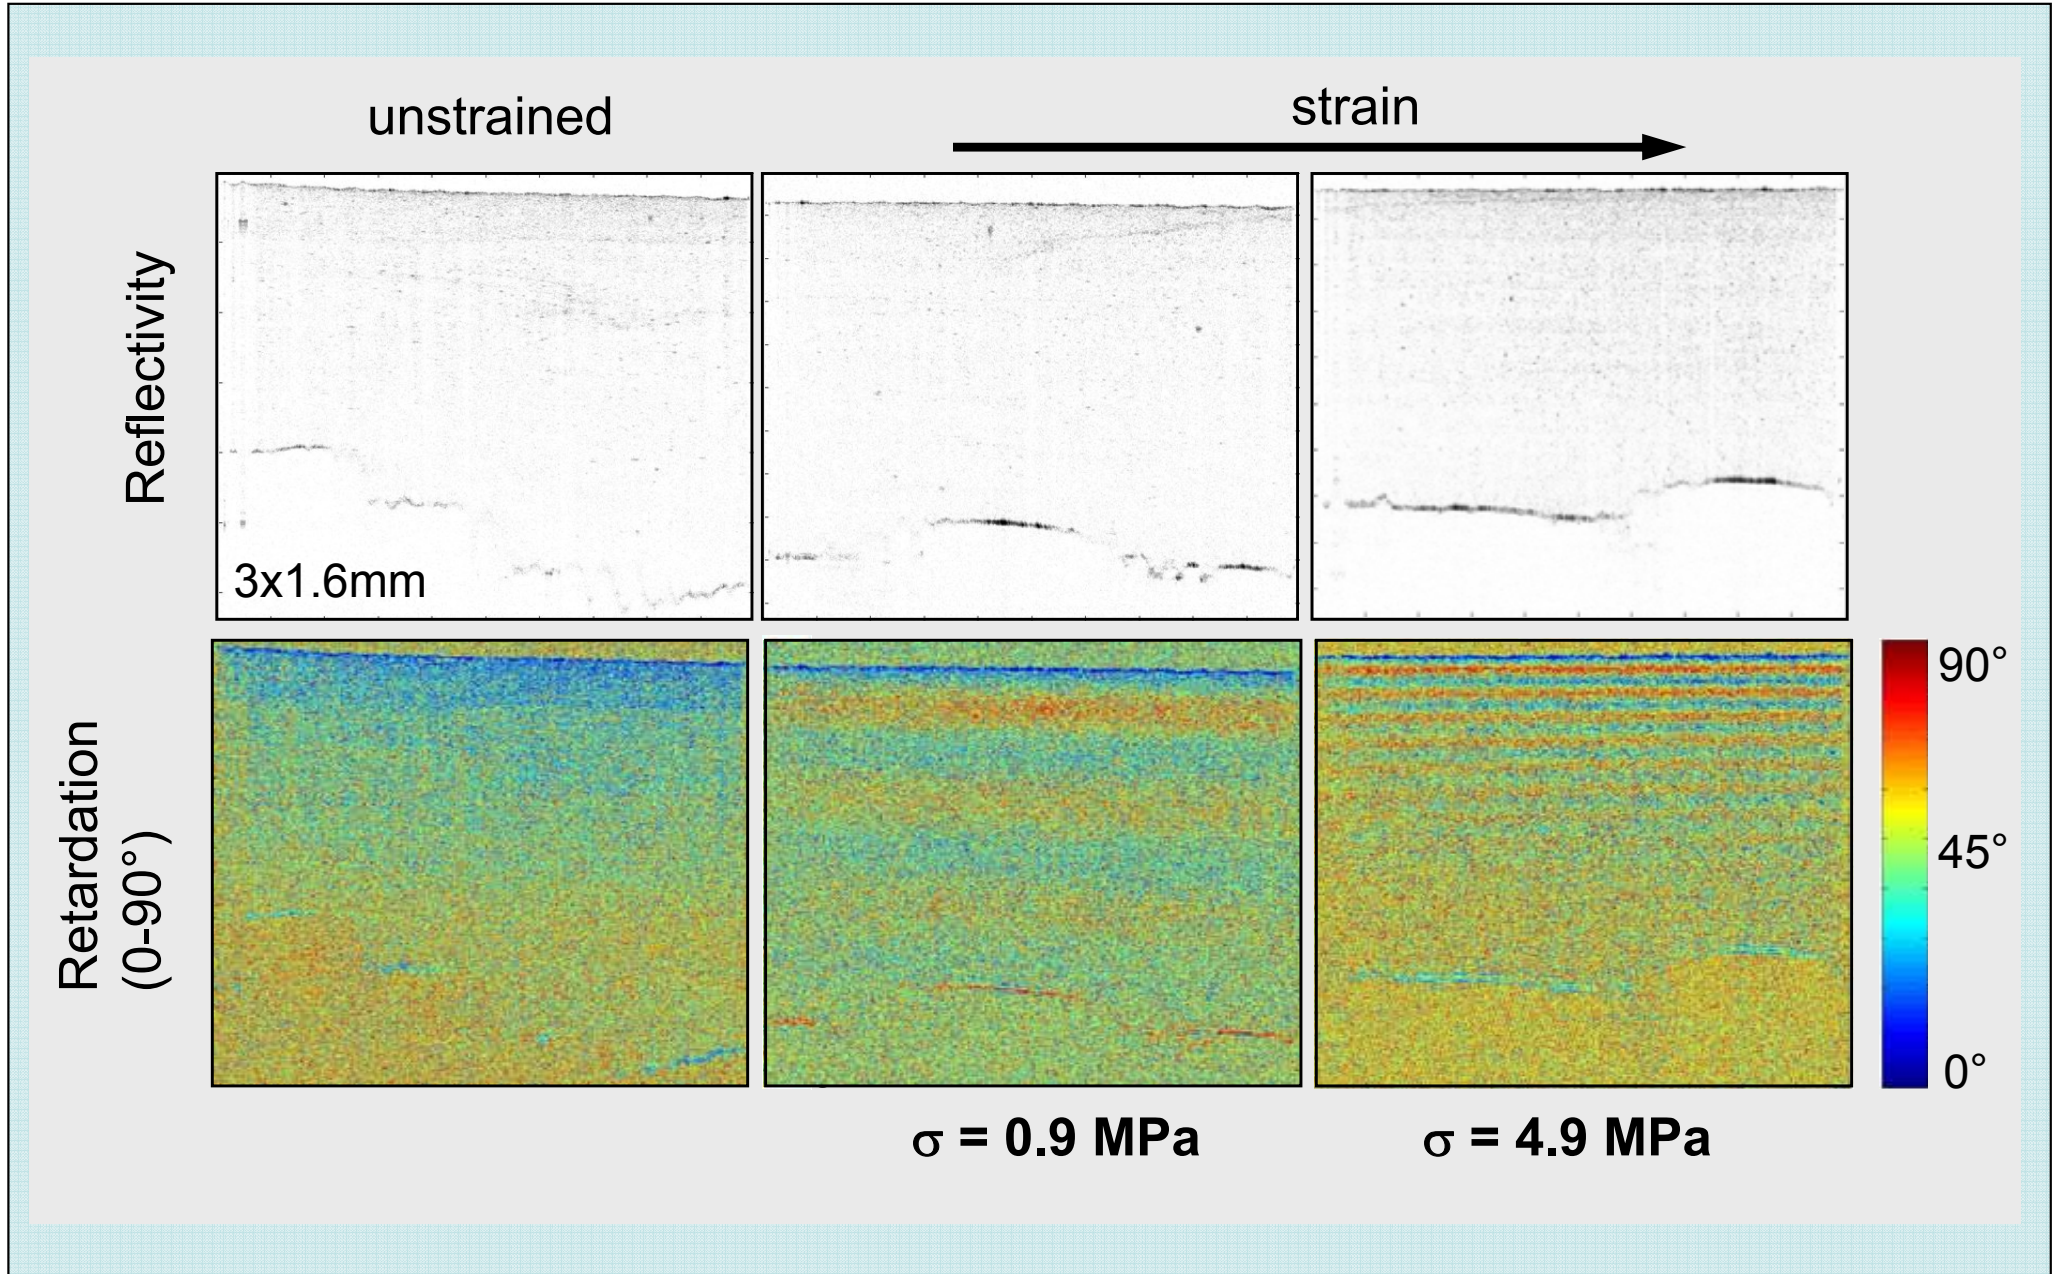 unstrained
strain
Reflectivity
3x1.6mm
Retardation
(0-90°)
90°
45°
0°
σ = 0.9 MPa
σ = 4.9 MPa